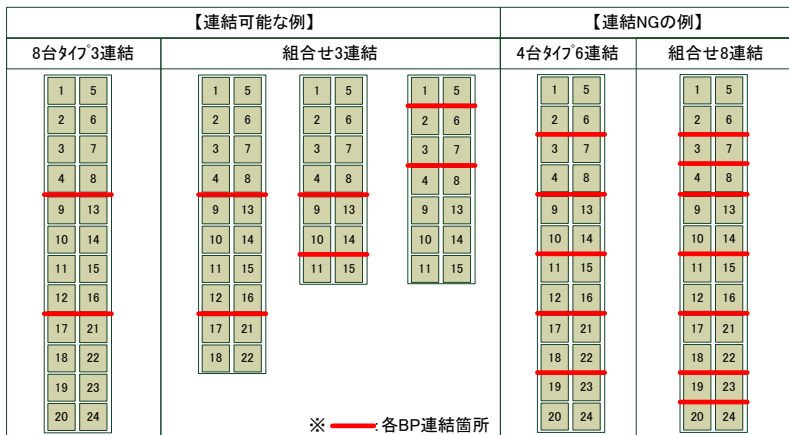 【連結可能な例】 【連結NGの例】
8台ﾀｲﾌﾟ3連結 組合せ3連結 4台ﾀｲﾌﾟ6連結 組合せ8連結
1 5 1 5 1 5 1 5 1 5 1 5
2 6 2 6 2 6 2 6 2 6 2 6
3 7 3 7 3 7 3 7 3 7 3 7
4 8 4 8 4 8 4 8 4 8 4 8
9 13 9 13 9 13 9 13 9 13 9 13
10 14 10 14 10 14 10 14 10 14 10 14
11 15 11 15 11 15 11 15 11 15 11 15
12 16 12 16 12 16 12 16
17 21 17 21 17 21 17 21
18 22 18 22 18 22 18 22
19 23 19 23 19 23
20 24 20 24 20 24
※ : 各BP連結箇所